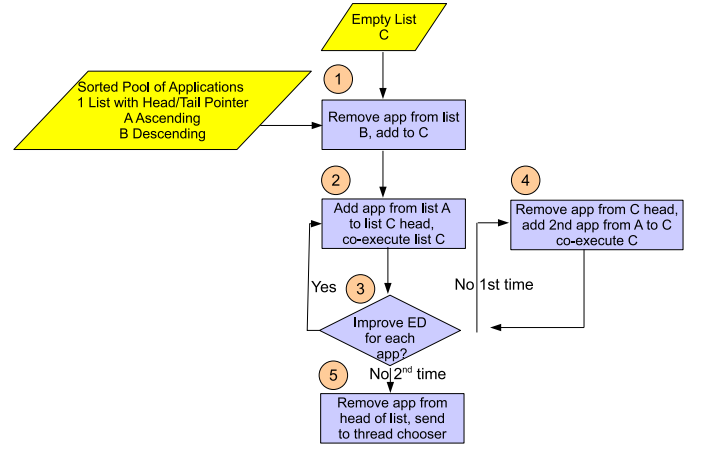 Empty List
C
Sorted Pool of Applications
1 List with Head/Tail Pointer
A Ascending
B Descending
1
Remove app from list
B, add to C
2
Add app from list A
to list C head,
co-execute list C
4
Remove app from C head,
add 2nd app from A to C
co-execute C
Yes
3
No 1st time
Improve ED
for each
app?
No 2nd time
5
Remove app from
head of list, send
to thread chooser